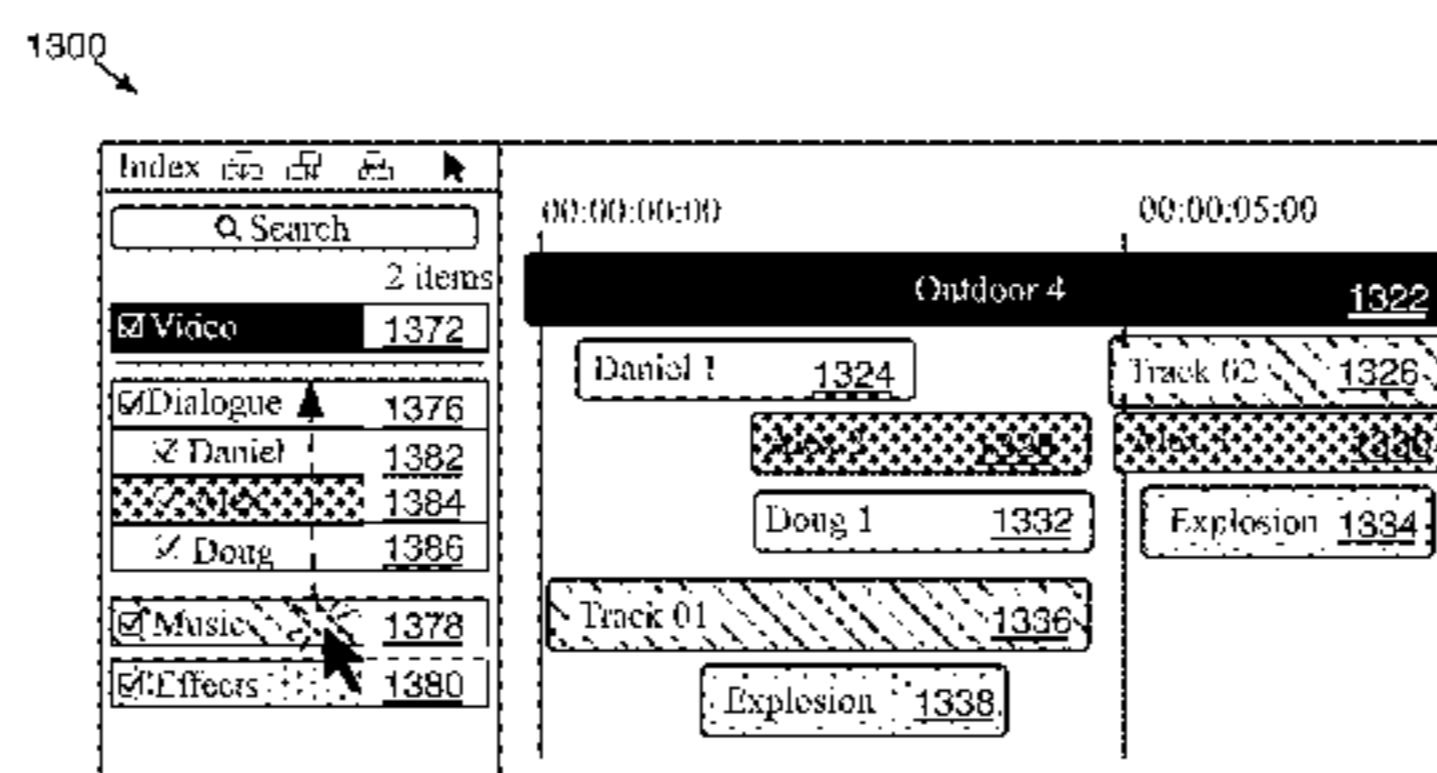 1300
Index
Search
2 items
Video 1372
Dialogue 1376
Daniel 1382
Alex 1384
Doug 1386
Music 1378
Effects 1380
00:00:00:00 00:00:05:00
Outdoor 4 1322
Daniel 1 1324 Track 02 1326
Doug 1 1332 Explosion 1334
Track 01 1336
Explosion 1338